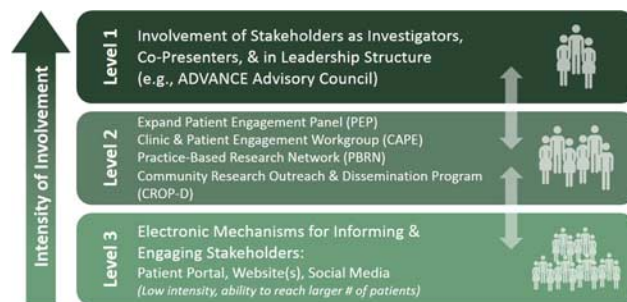 Intensity of Involvement
Level 1
Involvement of Stakeholders as Investigators,
Co-Presenters, & in Leadership Structure
(e.g., ADVANCE Advisory Council)
Level 2
Expand Patient Engagement Panel (PEP)
Clinic & Patient Engagement Workgroup (CAPE)
Practice-Based Research Network (PBRN)
Community Research Outreach & Dissemination Program
(CROP-D)
Level 3
Electronic Mechanisms for Informing &
Engaging Stakeholders:
Patient Portal, Website(s), Social Media
(Low intensity, ability to reach larger # of patients)